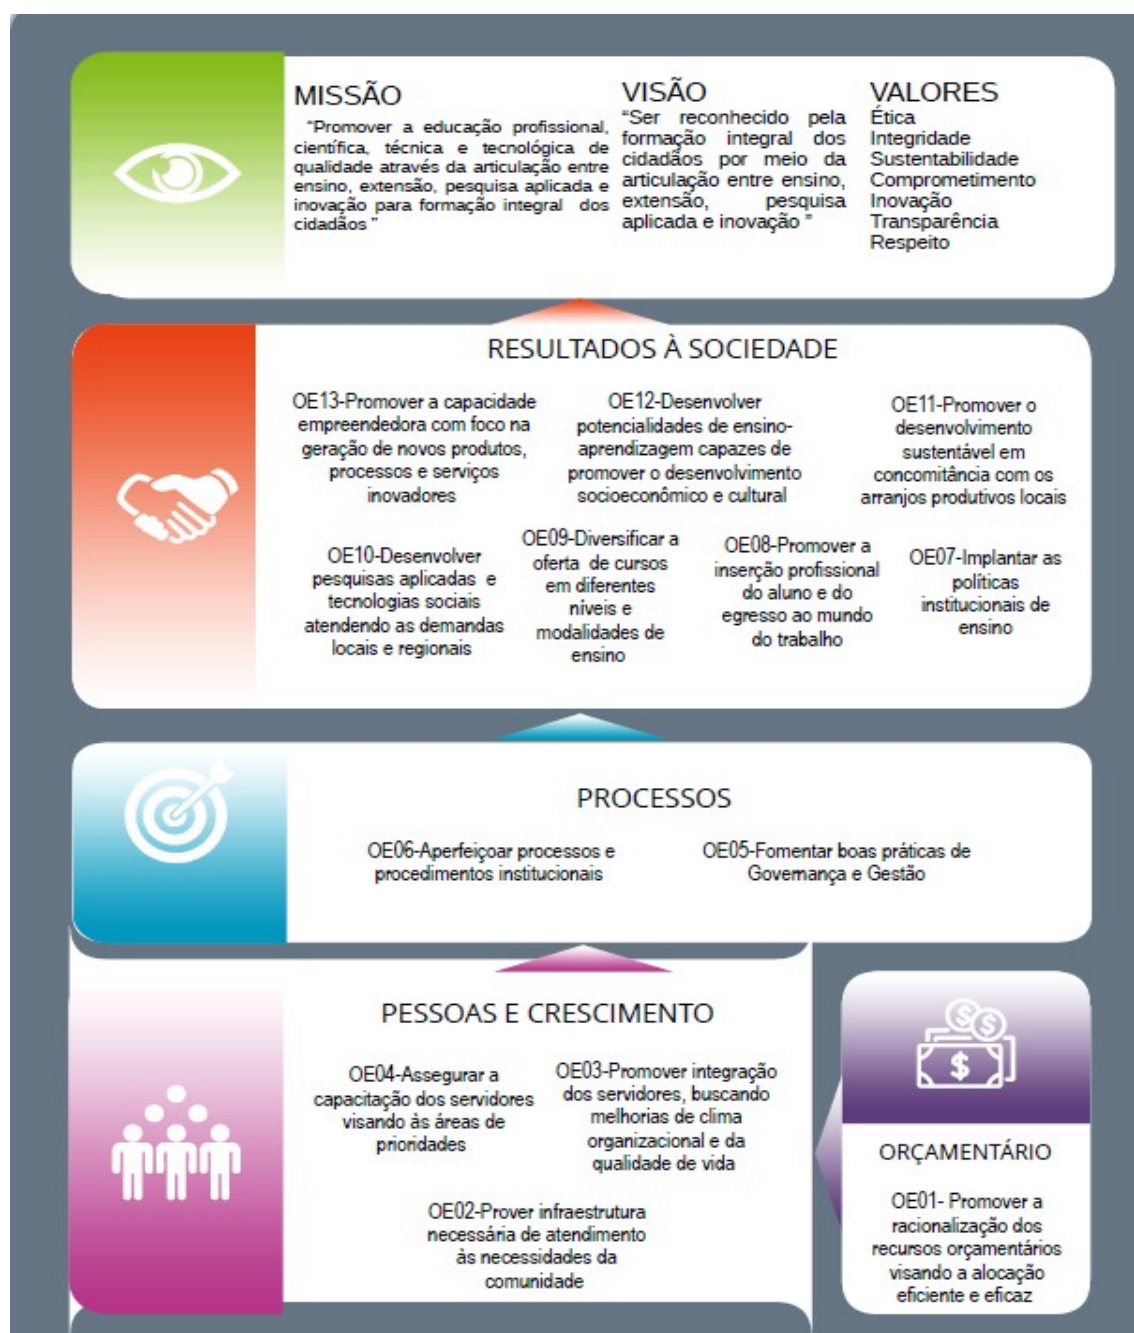 MISSÃO
"Promover a educação profissional,
científica, técnica e tecnológica de
qualidade através da articulação entre
ensino, extensão, pesquisa aplicada e
inovação para formação integral dos
cidadãos "
VISÃO
"Ser reconhecido pela
formação integral dos
cidadãos por meio da
articulação entre ensino,
extensão, pesquisa
aplicada e inovação "
VALORES
Ética
Integridade
Sustentabilidade
Comprometimento
Inovação
Transparência
Respeito
RESULTADOS À SOCIEDADE
OE13-Promover a capacidade
empreendedora com foco na
geração de novos produtos,
processos e serviços
inovadores
OE12-Desenvolver
potencialidades de ensino-
aprendizagem capazes de
promover o desenvolvimento
socioeconômico e cultural
OE11-Promover o
desenvolvimento
sustentável em
concomitância com os
arranjos produtivos locais
OE10-Desenvolver
pesquisas aplicadas e
tecnologias sociais
atendendo as demandas
locais e regionais
OE09-Diversificar a
oferta de cursos
em diferentes
níveis e
modalidades de
ensino
OE08-Promover a
inserção profissional
do aluno e do
egresso ao mundo
do trabalho
OE07-Implantar as
políticas
institucionais de
ensino
PROCESSOS
OE06-Aperfeiçoar processos e
procedimentos institucionais
OE05-Fomentar boas práticas de
Governança e Gestão
PESSOAS E CRESCIMENTO
OE04-Assegurar a
capacitação dos servidores
visando às áreas de
prioridades
OE03-Promover integração
dos servidores, buscando
melhorias de clima
organizacional e da
qualidade de vida
OE02-Prover infraestrutura
necessária de atendimento
às necessidades da
comunidade
ORÇAMENTÁRIO
OE01- Promover a
racionalização dos
recursos orçamentários
visando a alocação
eficiente e eficaz